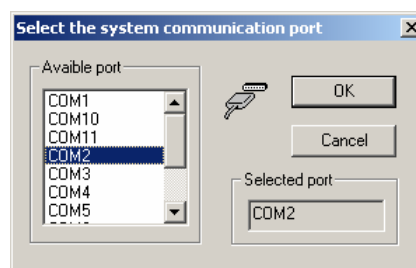 Select the system communication port
Avaible port
COM1
COM10
COM11
COM2
COM3
COM4
COM5
OK
Cancel
Selected port
COM2